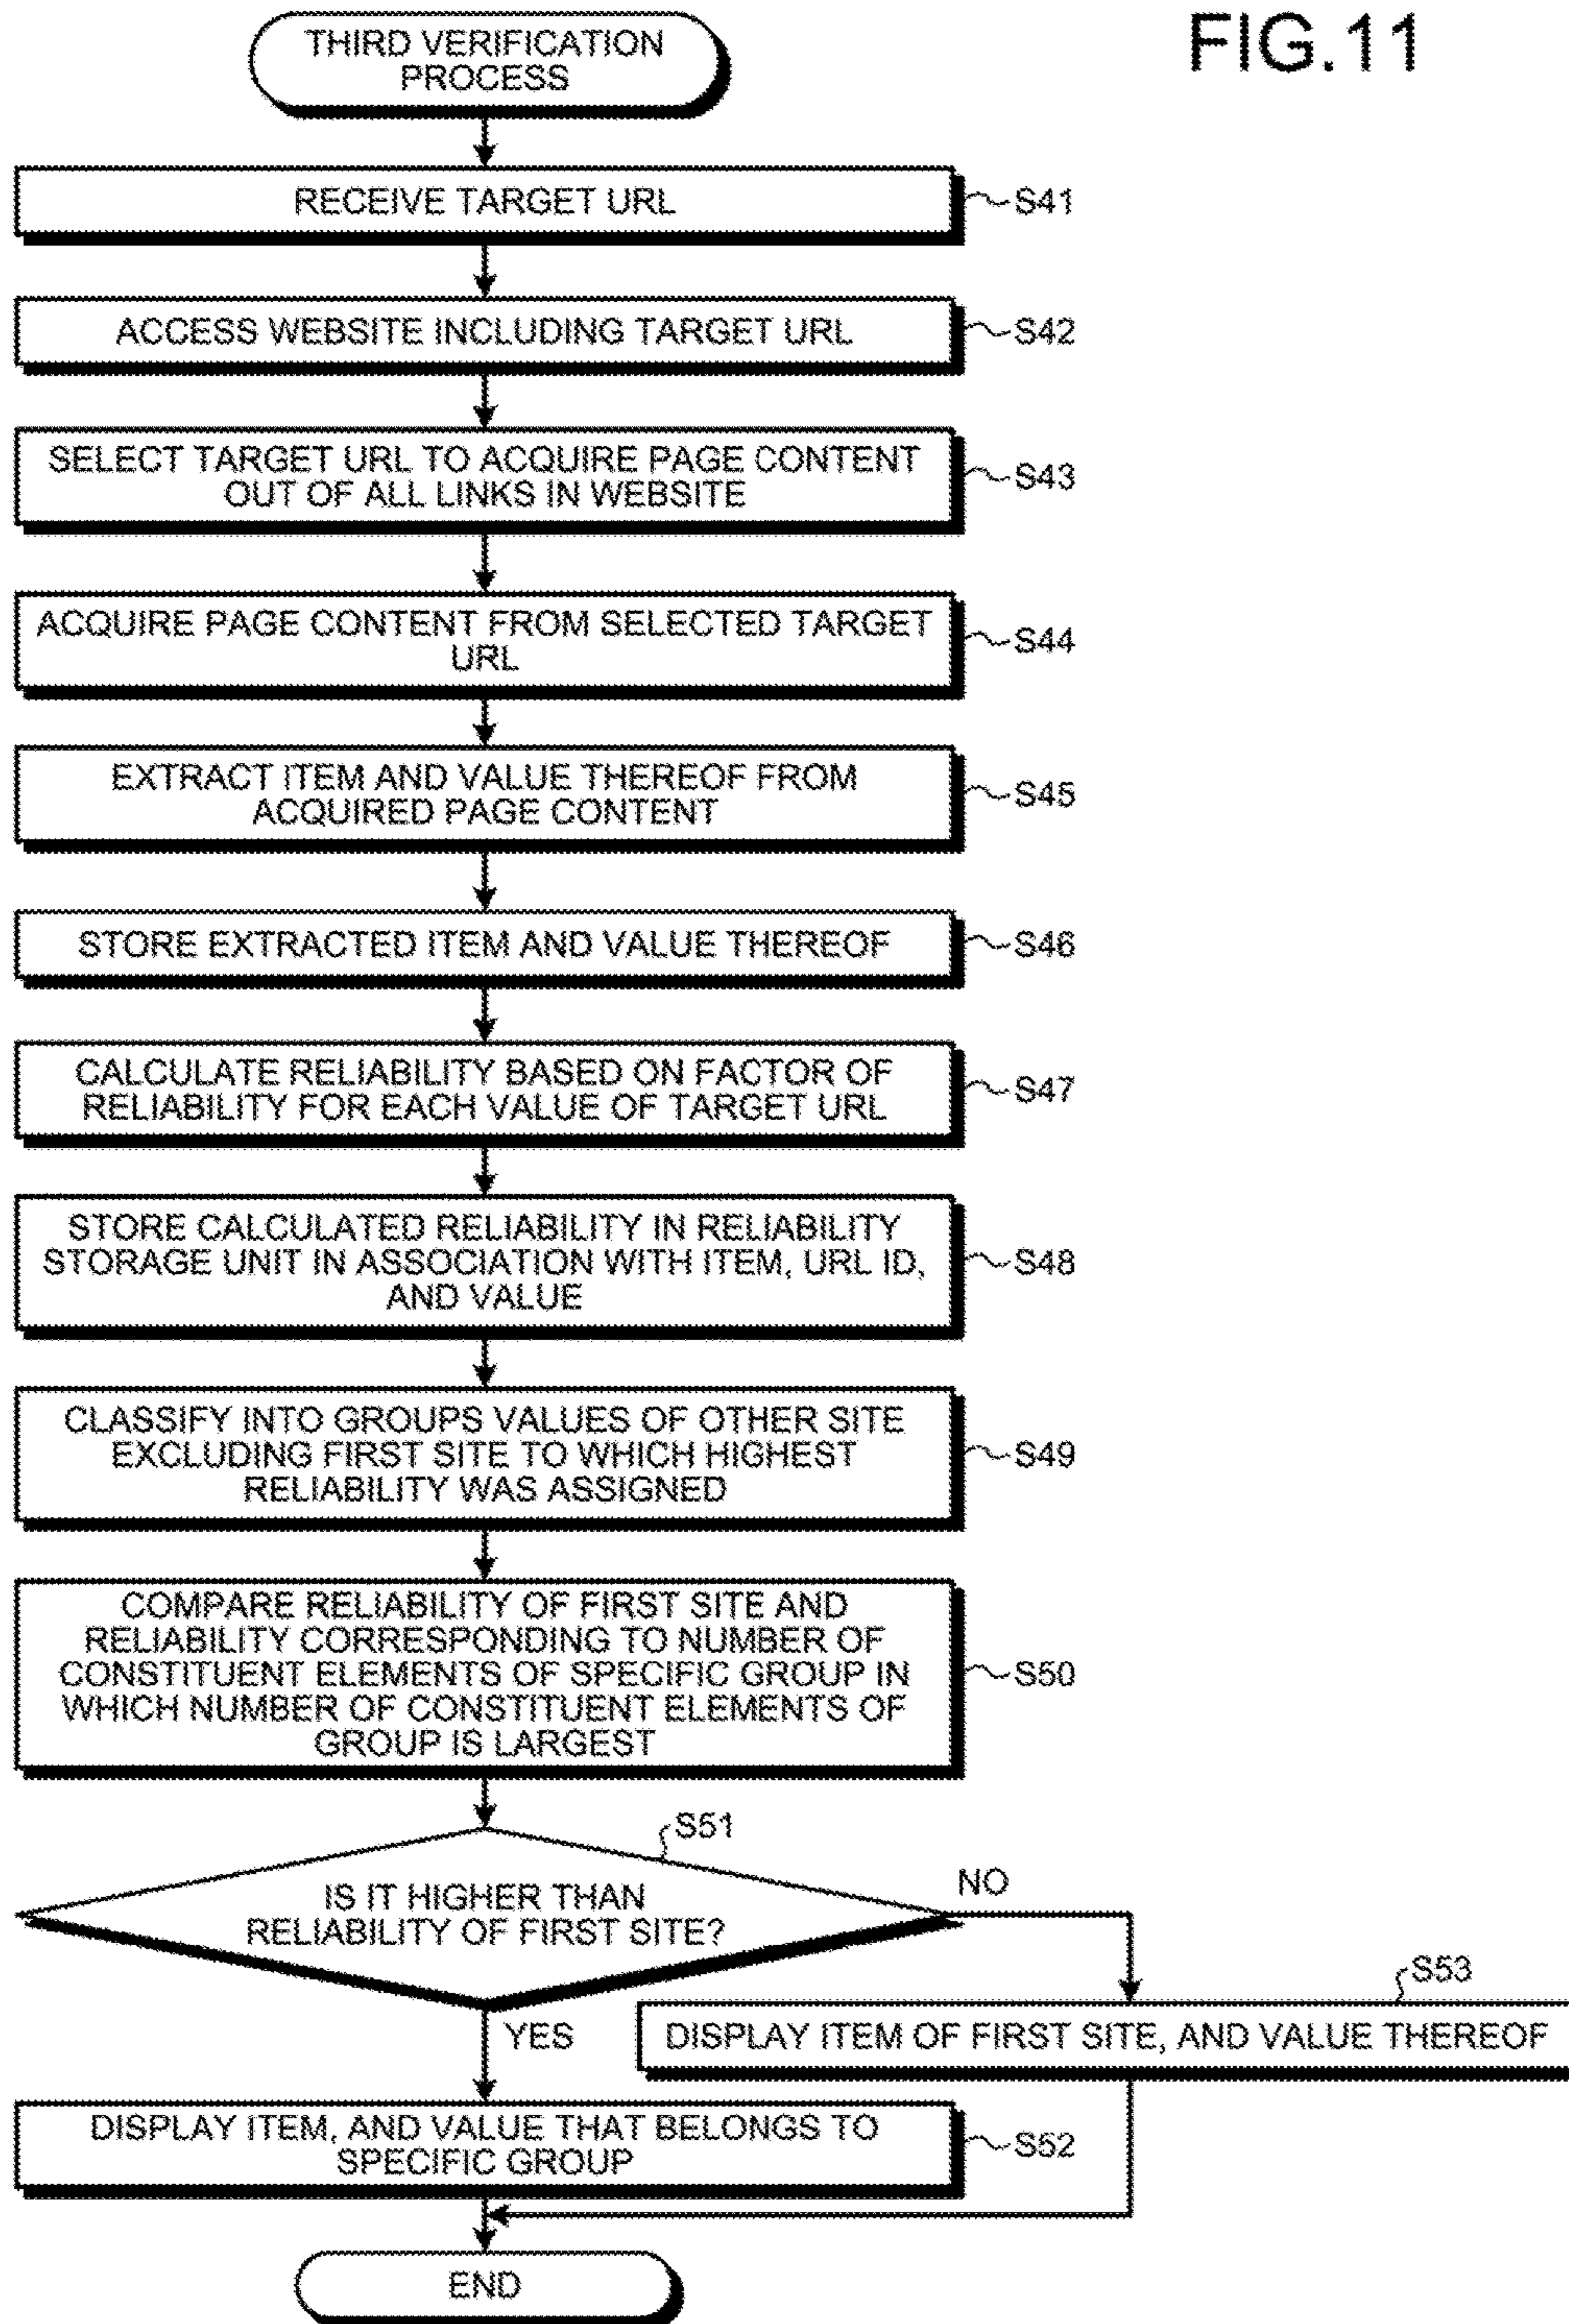 FIG.11
THIRD VERIFICATION
PROCESS
RECEIVE TARGET URL
S41
ACCESS WEBSITE INCLUDING TARGET URL
S42
SELECT TARGET URL TO ACQUIRE PAGE CONTENT
OUT OF ALL LINKS IN WEBSITE
S43
ACQUIRE PAGE CONTENT FROM SELECTED TARGET
URL
S44
EXTRACT ITEM AND VALUE THEREOF FROM
ACQUIRED PAGE CONTENT
S45
STORE EXTRACTED ITEM AND VALUE THEREOF
S46
CALCULATE RELIABILITY BASED ON FACTOR OF
RELIABILITY FOR EACH VALUE OF TARGET URL
S47
STORE CALCULATED RELIABILITY IN RELIABILITY
STORAGE UNIT IN ASSOCIATION WITH ITEM, URL ID,
AND VALUE
S48
CLASSIFY INTO GROUPS VALUES OF OTHER SITE
EXCLUDING FIRST SITE TO WHICH HIGHEST
RELIABILITY WAS ASSIGNED
S49
COMPARE RELIABILITY OF FIRST SITE AND
RELIABILITY CORRESPONDING TO NUMBER OF
CONSTITUENT ELEMENTS OF SPECIFIC GROUP IN
WHICH NUMBER OF CONSTITUENT ELEMENTS OF
GROUP IS LARGEST
S50
S51
IS IT HIGHER THAN
RELIABILITY OF FIRST SITE?
NO
YES
S53
DISPLAY ITEM OF FIRST SITE, AND VALUE THEREOF
DISPLAY ITEM, AND VALUE THAT BELONGS TO
SPECIFIC GROUP
S52
END